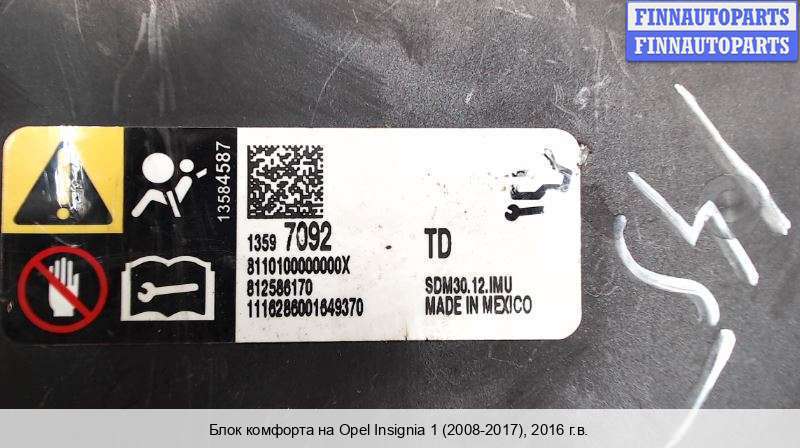 FINNAUTOPARTS
FINNAUTOPARTS
13584587
1359 7092
TD
8110100000000X
812586170
1116286001649370
SDM30.12.IMU
MADE IN MEXICO
Блок комфорта на Opel Insignia 1 (2008-2017), 2016 г.в.